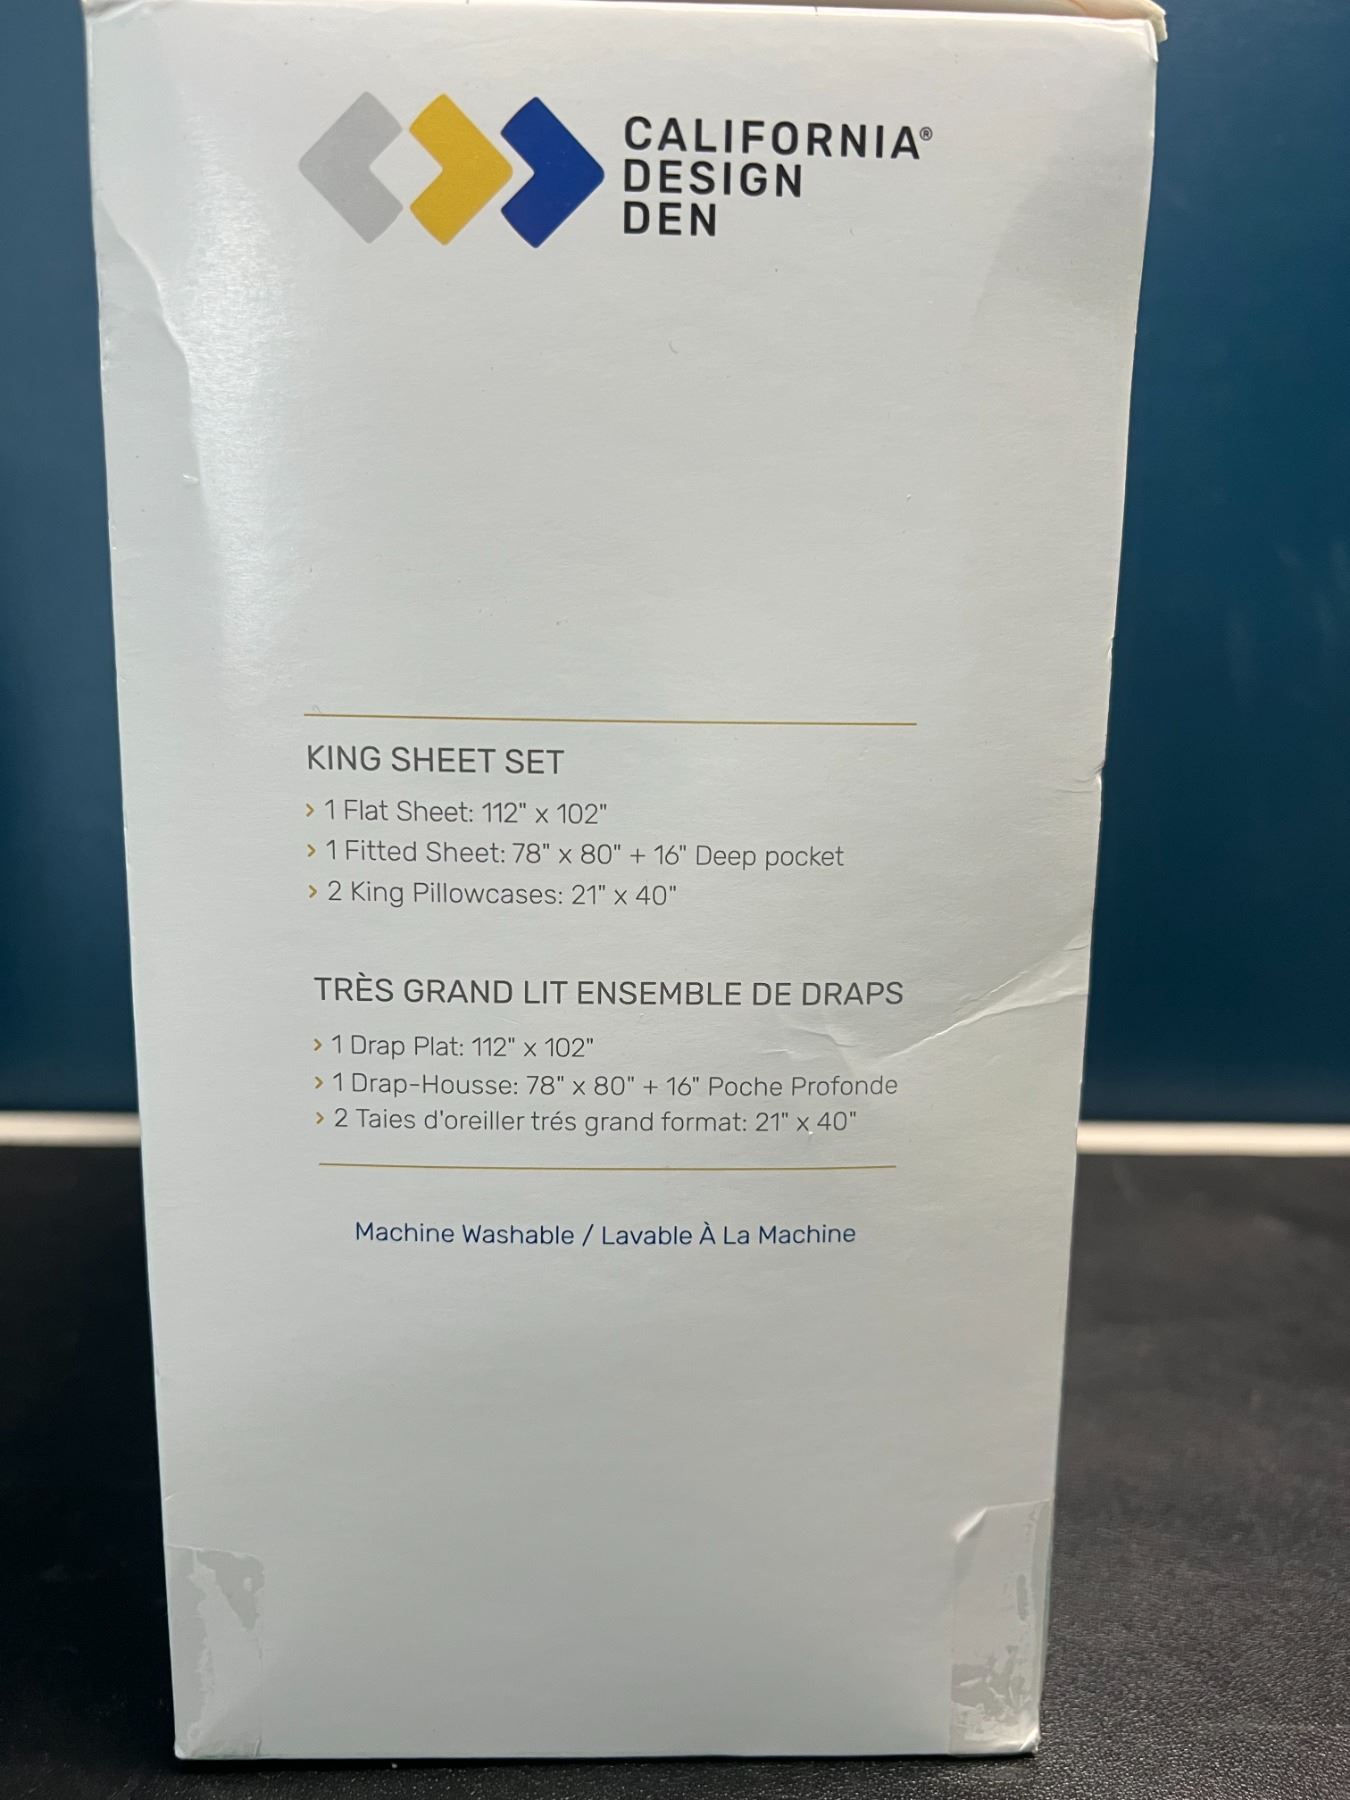 CALIFORNIA®
DESIGN
DEN
KING SHEET SET
› 1 Flat Sheet: 112" x 102"
› 1 Fitted Sheet: 78" x 80" + 16" Deep pocket
› 2 King Pillowcases: 21" x 40"
TRÈS GRAND LIT ENSEMBLE DE DRAPS
› 1 Drap Plat: 112" x 102"
› 1 Drap-Housse: 78" x 80" + 16" Poche Profonde
› 2 Taies d'oreiller trés grand format: 21" x 40"
Machine Washable / Lavable À La Machine